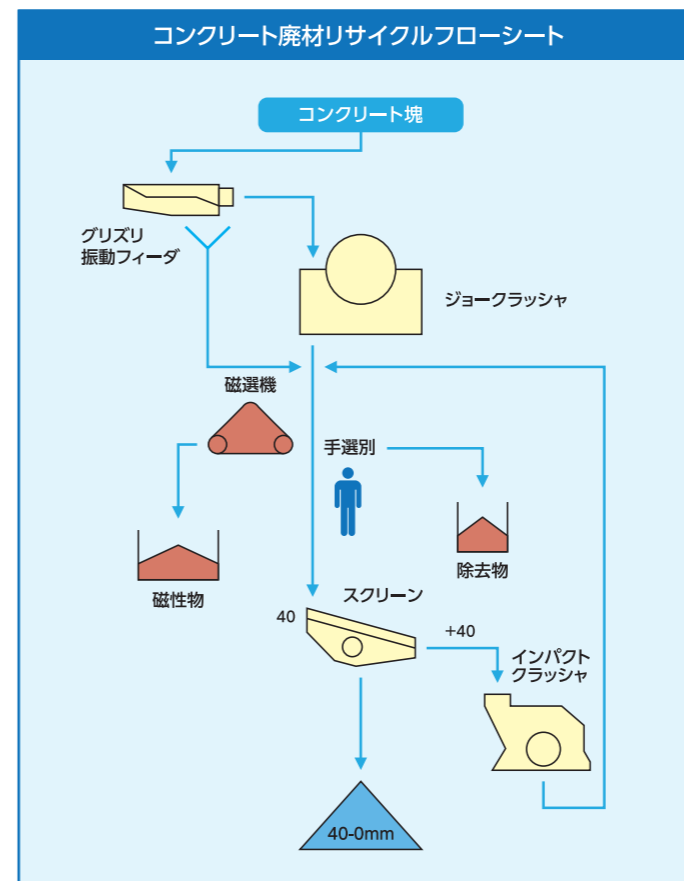 コンクリート廃材リサイクルフローシート
コンクリート塊
グリズリ
振動フィーダ
ジョークラッシャ
磁選機
手選別
磁性物
除去物
スクリーン
40
+40
インパクト
クラッシャ
40-0mm